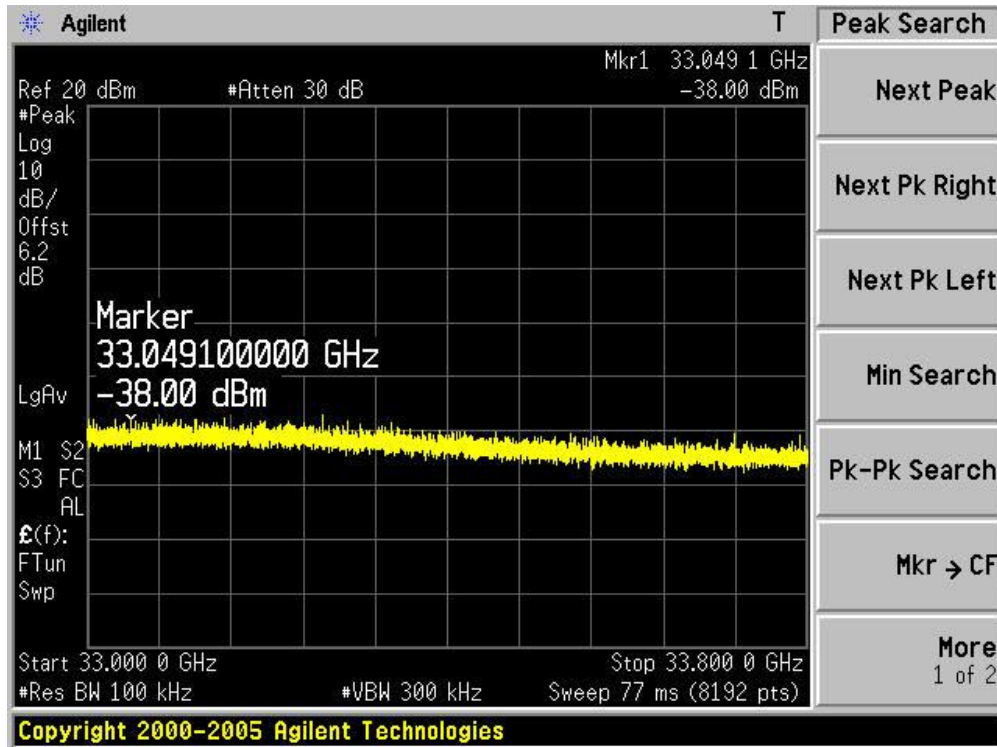 Agilent T Peak Search
Mkr1 33.049 1 GHz
Ref 20 dBm #Atten 30 dB -38.00 dBm
#Peak
Log
10
dB/
Offst
6.2
dB
Marker
33.049100000 GHz
-38.00 dBm
LgAv
M1 S2
S3 FC
AL
£(f):
FTun
Swp
Start 33.000 0 GHz Stop 33.800 0 GHz
#Res BW 100 kHz #VBW 300 kHz Sweep 77 ms (8192 pts)
Copyright 2000-2005 Agilent Technologies
Next Peak
Next Pk Right
Next Pk Left
Min Search
Pk-Pk Search
Mkr → CF
More
1 of 2